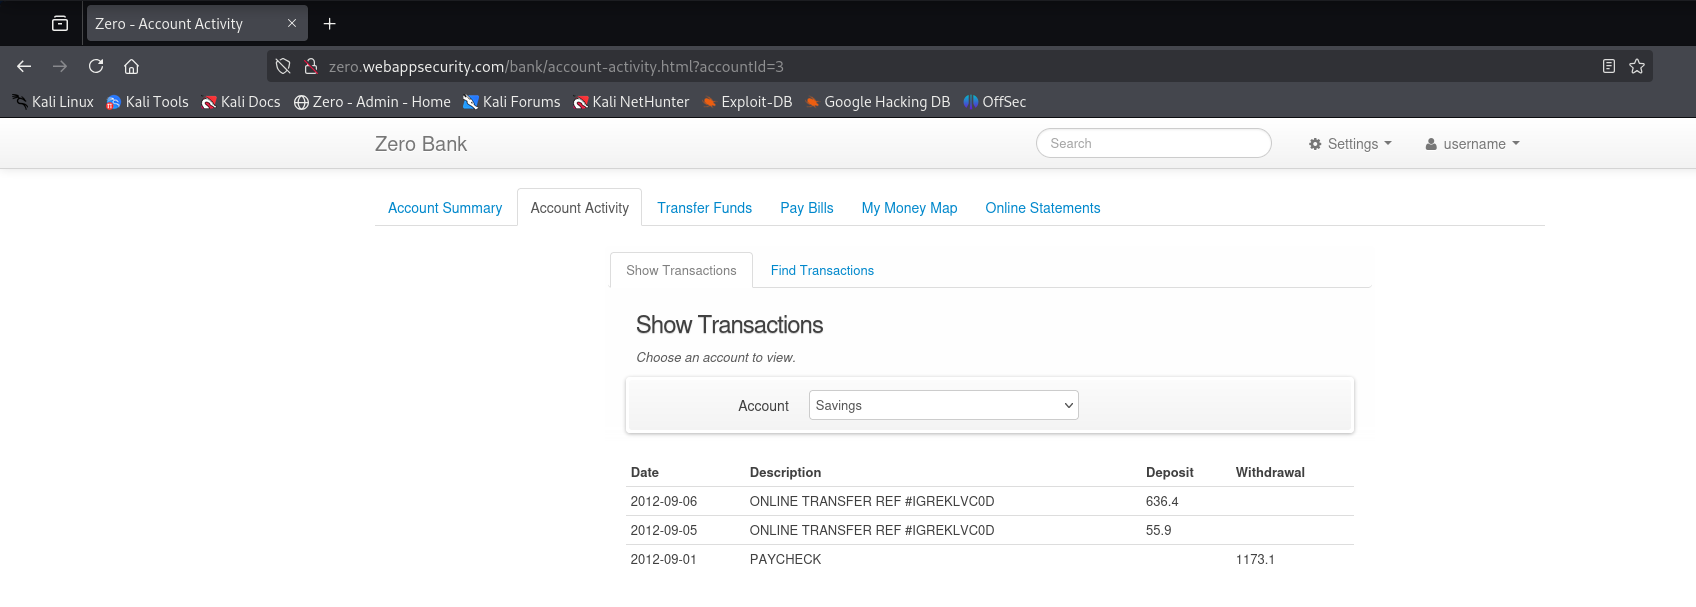 Zero - Account Activity
zero.webappsecurity.com/bank/account-activity.html?accountId=3
Kali Linux Kali Tools Kali Docs Zero - Admin - Home Kali Forums Kali NetHunter Exploit-DB Google Hacking DB OffSec
Zero Bank Search Settings username
Account Summary Account Activity Transfer Funds Pay Bills My Money Map Online Statements
Show Transactions Find Transactions
Show Transactions
Choose an account to view.
Account Savings
Date Description Deposit Withdrawal
2012-09-06 ONLINE TRANSFER REF #IGREKLVC0D 636.4
2012-09-05 ONLINE TRANSFER REF #IGREKLVC0D 55.9
2012-09-01 PAYCHECK 1173.1